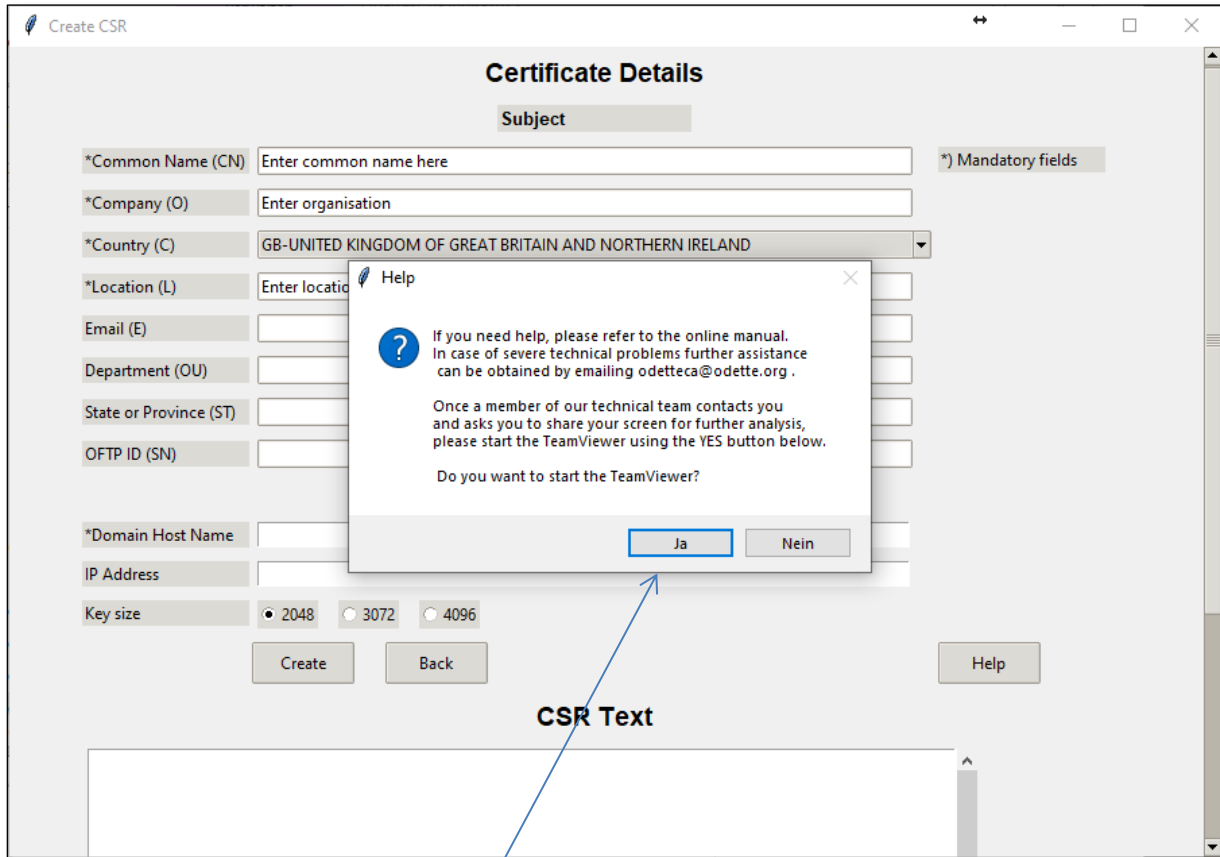 Create CSR
Certificate Details
Subject
*Common Name (CN) Enter common name here *) Mandatory fields
*Company (O) Enter organisation
*Country (C) GB-UNITED KINGDOM OF GREAT BRITAIN AND NORTHERN IRELAND
*Location (L) Enter locatio
Help
If you need help, please refer to the online manual.
In case of severe technical problems further assistance
can be obtained by emailing odetteca@odette.org .
Once a member of our technical team contacts you
and asks you to share your screen for further analysis,
please start the TeamViewer using the YES button below.
Do you want to start the TeamViewer?
Ja Nein
Email (E)
Department (OU)
State or Province (ST)
OFTP ID (SN)
*Domain Host Name
IP Address
Key size 2048 3072 4096
Create Back Help
CSR Text